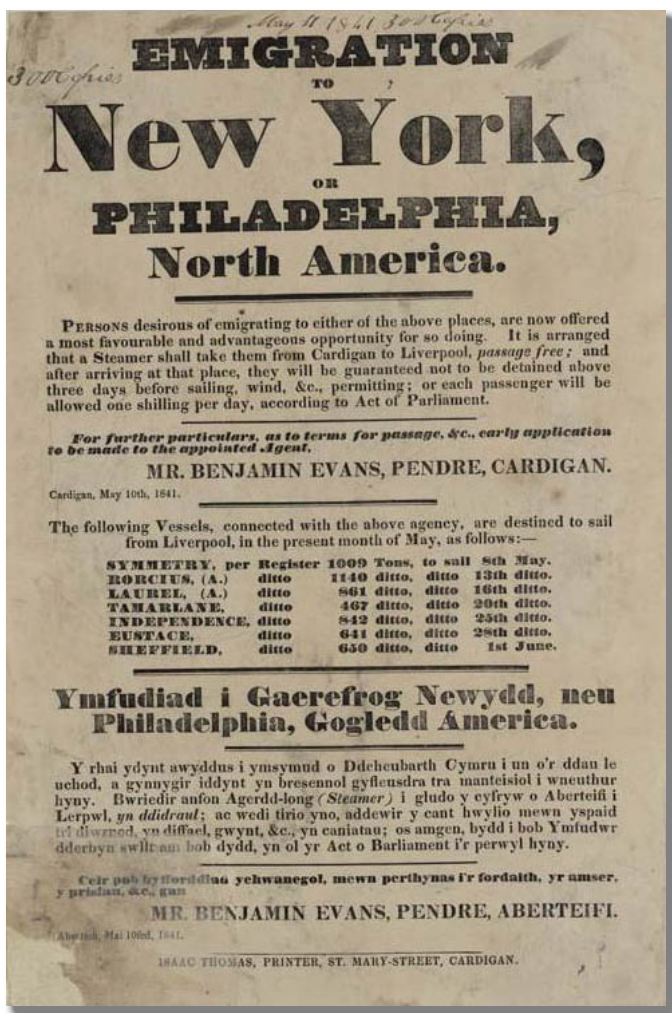 May 11 1841 300 Copies
300 Copies
EMIGRATION
TO
New York,
OR
PHILADELPHIA,
North America.
PERSONS desirous of emigrating to either of the above places, are now offered
a most favourable and advantageous opportunity for so doing. It is arranged
that a Steamer shall take them from Cardigan to Liverpool, passage free; and
after arriving at that place, they will be guaranteed not to be detained above
three days before sailing, wind, &c., permitting; or each passenger will be
allowed one shilling per day, according to Act of Parliament.
For further particulars, as to terms for passage, &c., early application
to be made to the appointed Agent,
MR. BENJAMIN EVANS, PENDRE, CARDIGAN.
Cardigan, May 10th, 1841.
The following Vessels, connected with the above agency, are destined to sail
from Liverpool, in the present month of May, as follows:—
SYMMETRY, per Register 1009 Tons, to sail 8th May.
RORCIUS, (A.) ditto 1140 ditto, ditto 13th ditto.
LAUREL, (A.) ditto 861 ditto, ditto 16th ditto.
TAMARLANE, ditto 467 ditto, ditto 20th ditto.
INDEPENDENCE, ditto 842 ditto, ditto 25th ditto.
EUSTACE, ditto 641 ditto, ditto 28th ditto.
SHEFFIELD, ditto 650 ditto, ditto 1st June.
Ymfudiad i Gaerefrog Newydd, neu
Philadelphia, Gogledd America.
Y rhai ydynt awyddus i ymsymud o Ddeheubarth Cymru i un o'r ddau le
uchod, a gynnygir iddynt yn bresennol gyfleusdra tra manteisiol i wneuthur
hyny. Bwriedir anfon Agerdd-long (Steamer) i gludo y cyfryw o Aberteifi i
Lerpwl, yn ddidraul; ac wedi tirio yno, addewir y cant hwylio mewn yspaid
tri diwrnod, yn ddiffael, gwynt, &c., yn caniatau; os amgen, bydd i bob Ymfudwr
dderbyn swllt am bob dydd, yn ol yr Act o Barliament i'r perwyl hyny.
Ceir pob hyfforddiad ychwanegol, mewn perthynas i'r fordaith, yr amser,
y prisiau, &c., gan
MR. BENJAMIN EVANS, PENDRE, ABERTEIFI.
Aberteifi, Mai 10fed, 1841.
ISAAC THOMAS, PRINTER, ST. MARY-STREET, CARDIGAN.